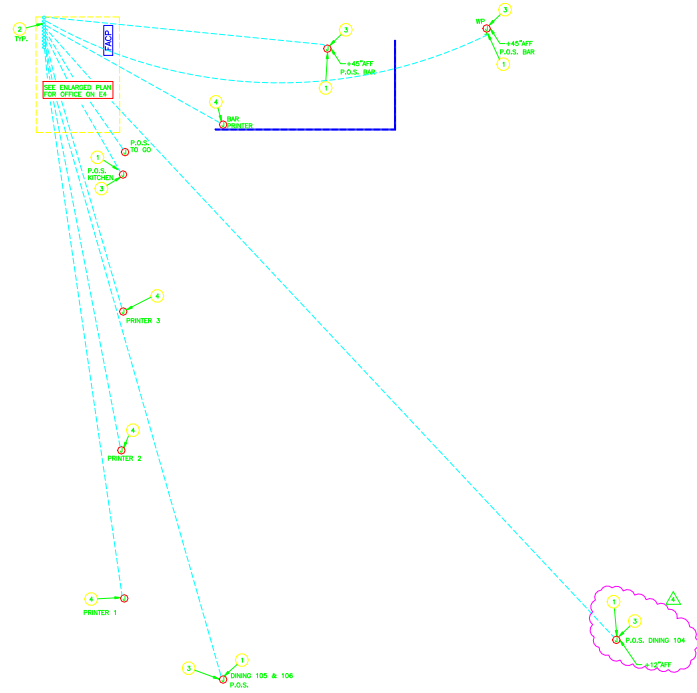 2
TYP.
FACP
SEE ENLARGED PLAN
FOR OFFICE ON E4
3
+45"AFF
P.O.S. BAR
1
WP
3
+45"AFF
P.O.S. BAR
1
4
BAR
PRINTER
P.O.S.
TO GO
1
P.O.S.
KITCHEN
3
4
PRINTER 3
4
PRINTER 2
4
PRINTER 1
3
1
DINING 105 & 106
P.O.S.
4
1
3
P.O.S. DINING 104
+12"AFF